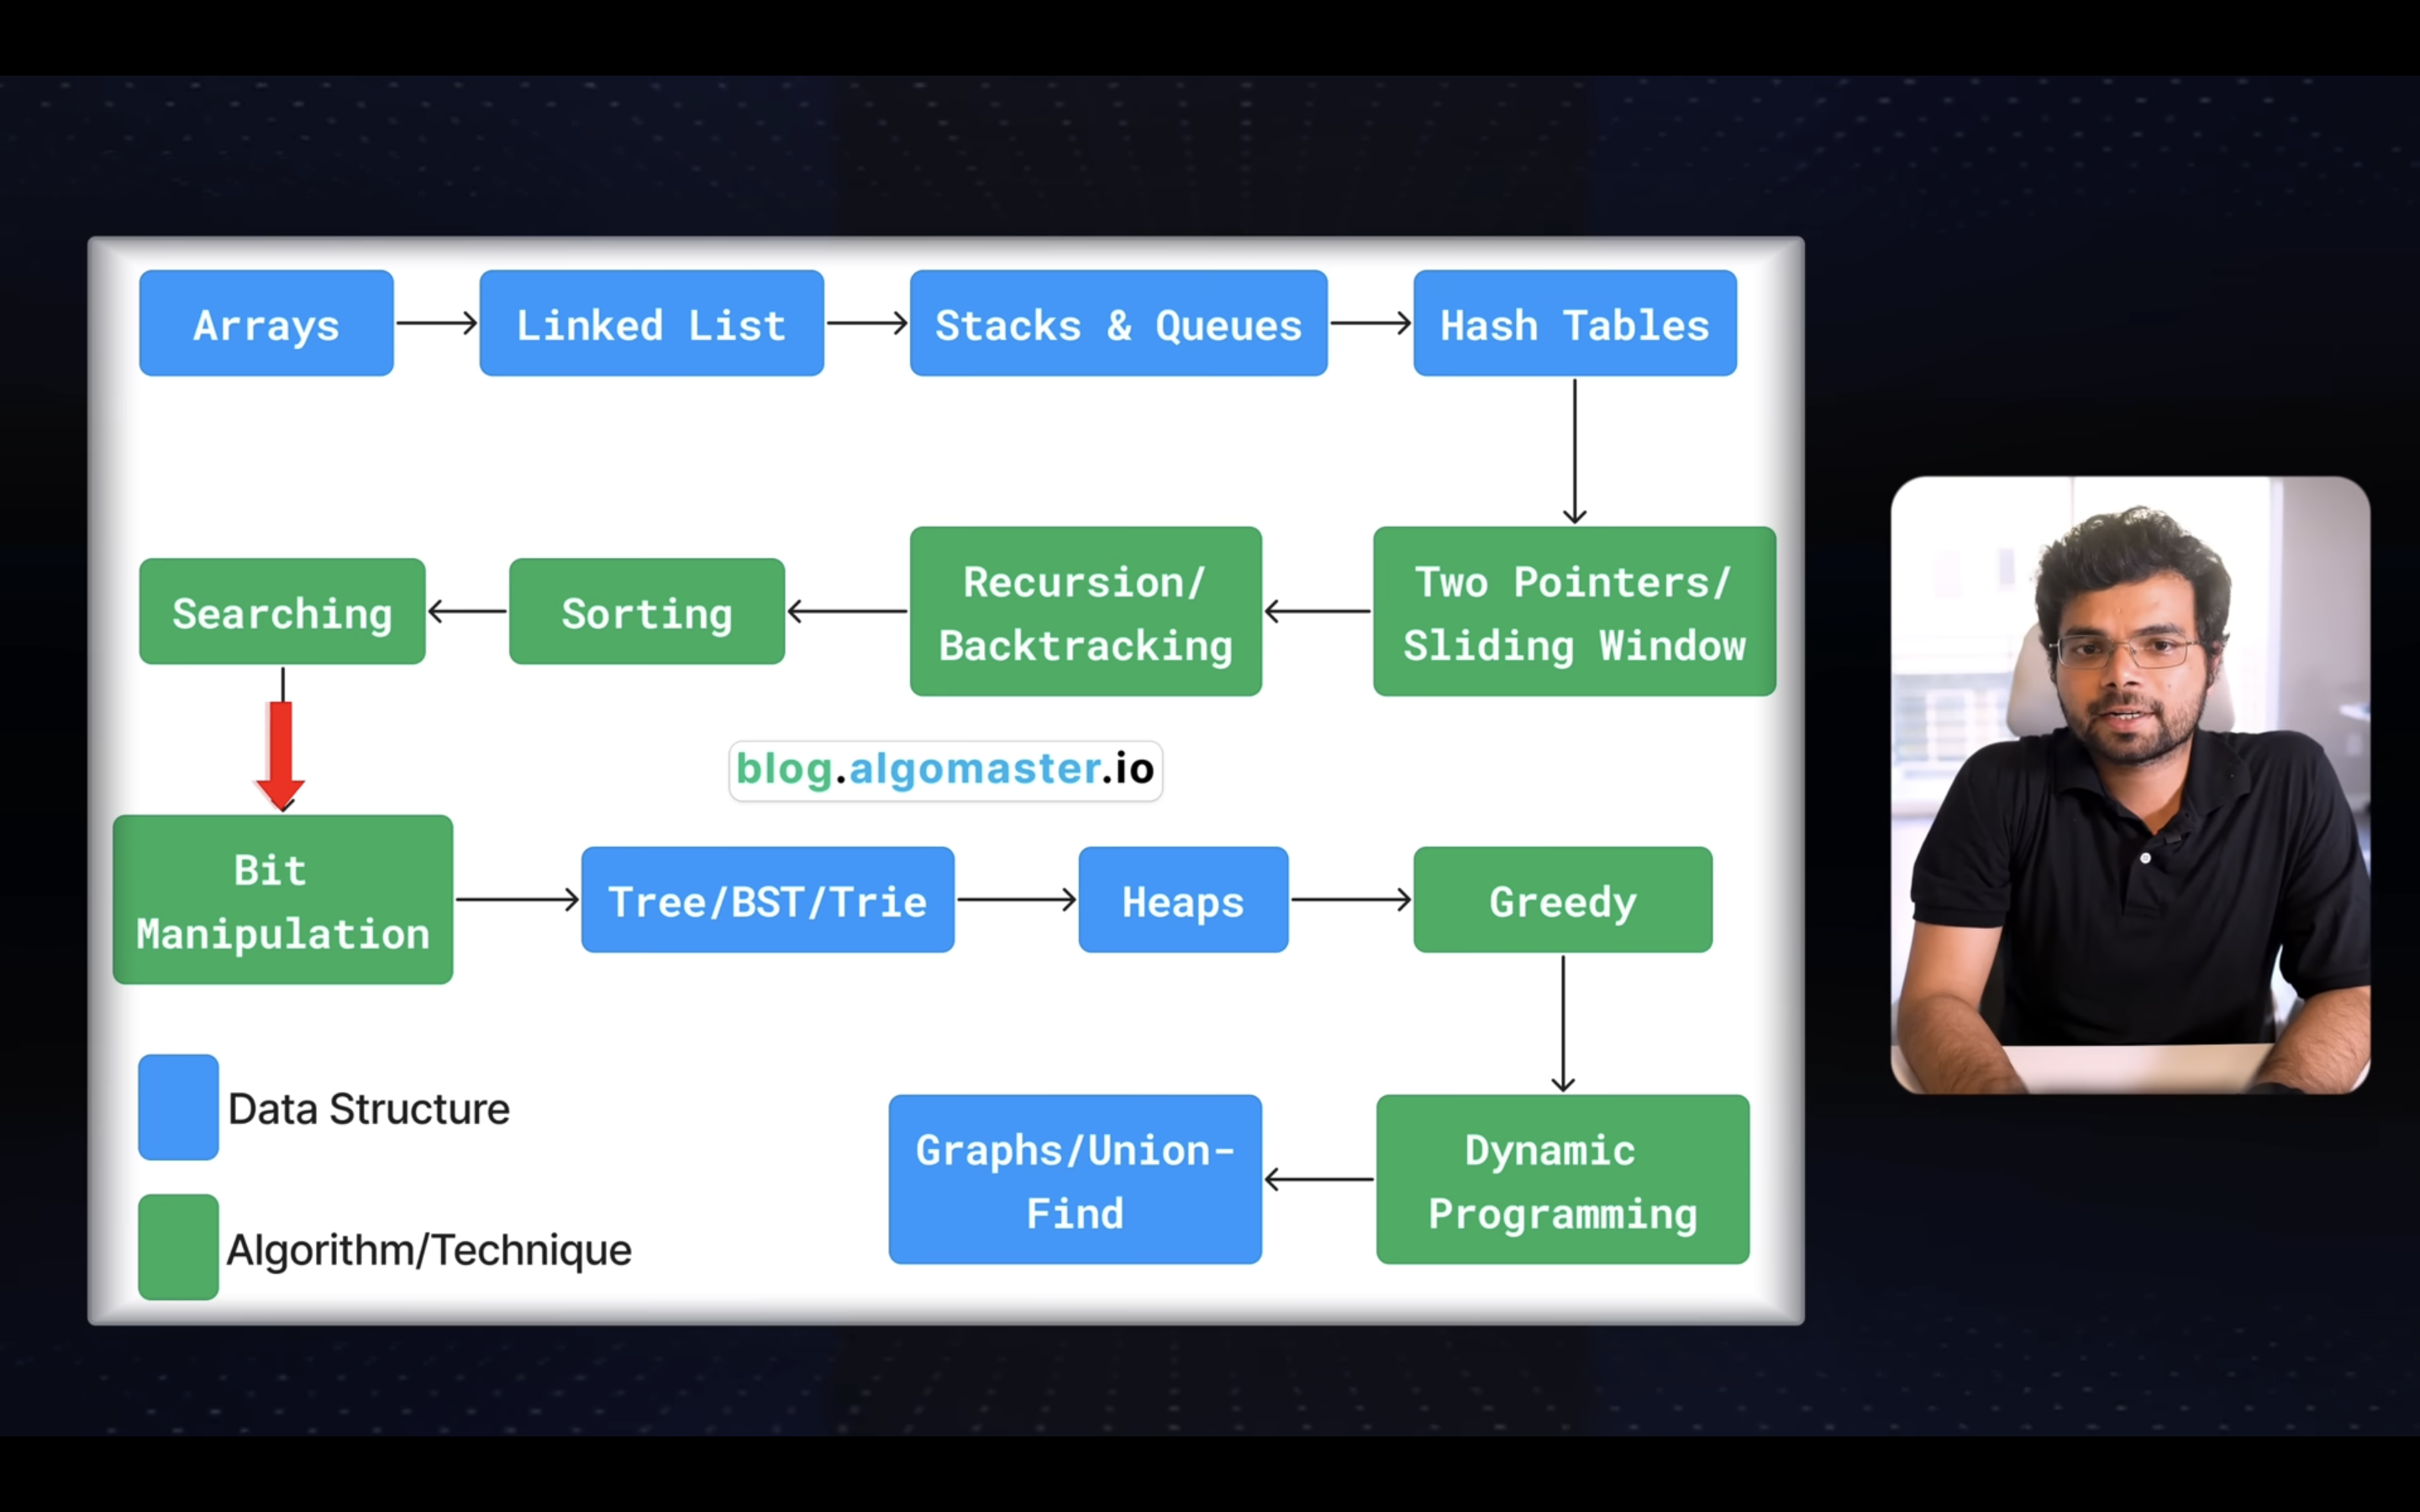 Arrays
Linked List
Stacks & Queues
Hash Tables
Searching
Sorting
Recursion/
Backtracking
Two Pointers/
Sliding Window
blog.algomaster.io
Bit
Manipulation
Tree/BST/Trie
Heaps
Greedy
Data Structure
Algorithm/Technique
Graphs/Union-
Find
Dynamic
Programming